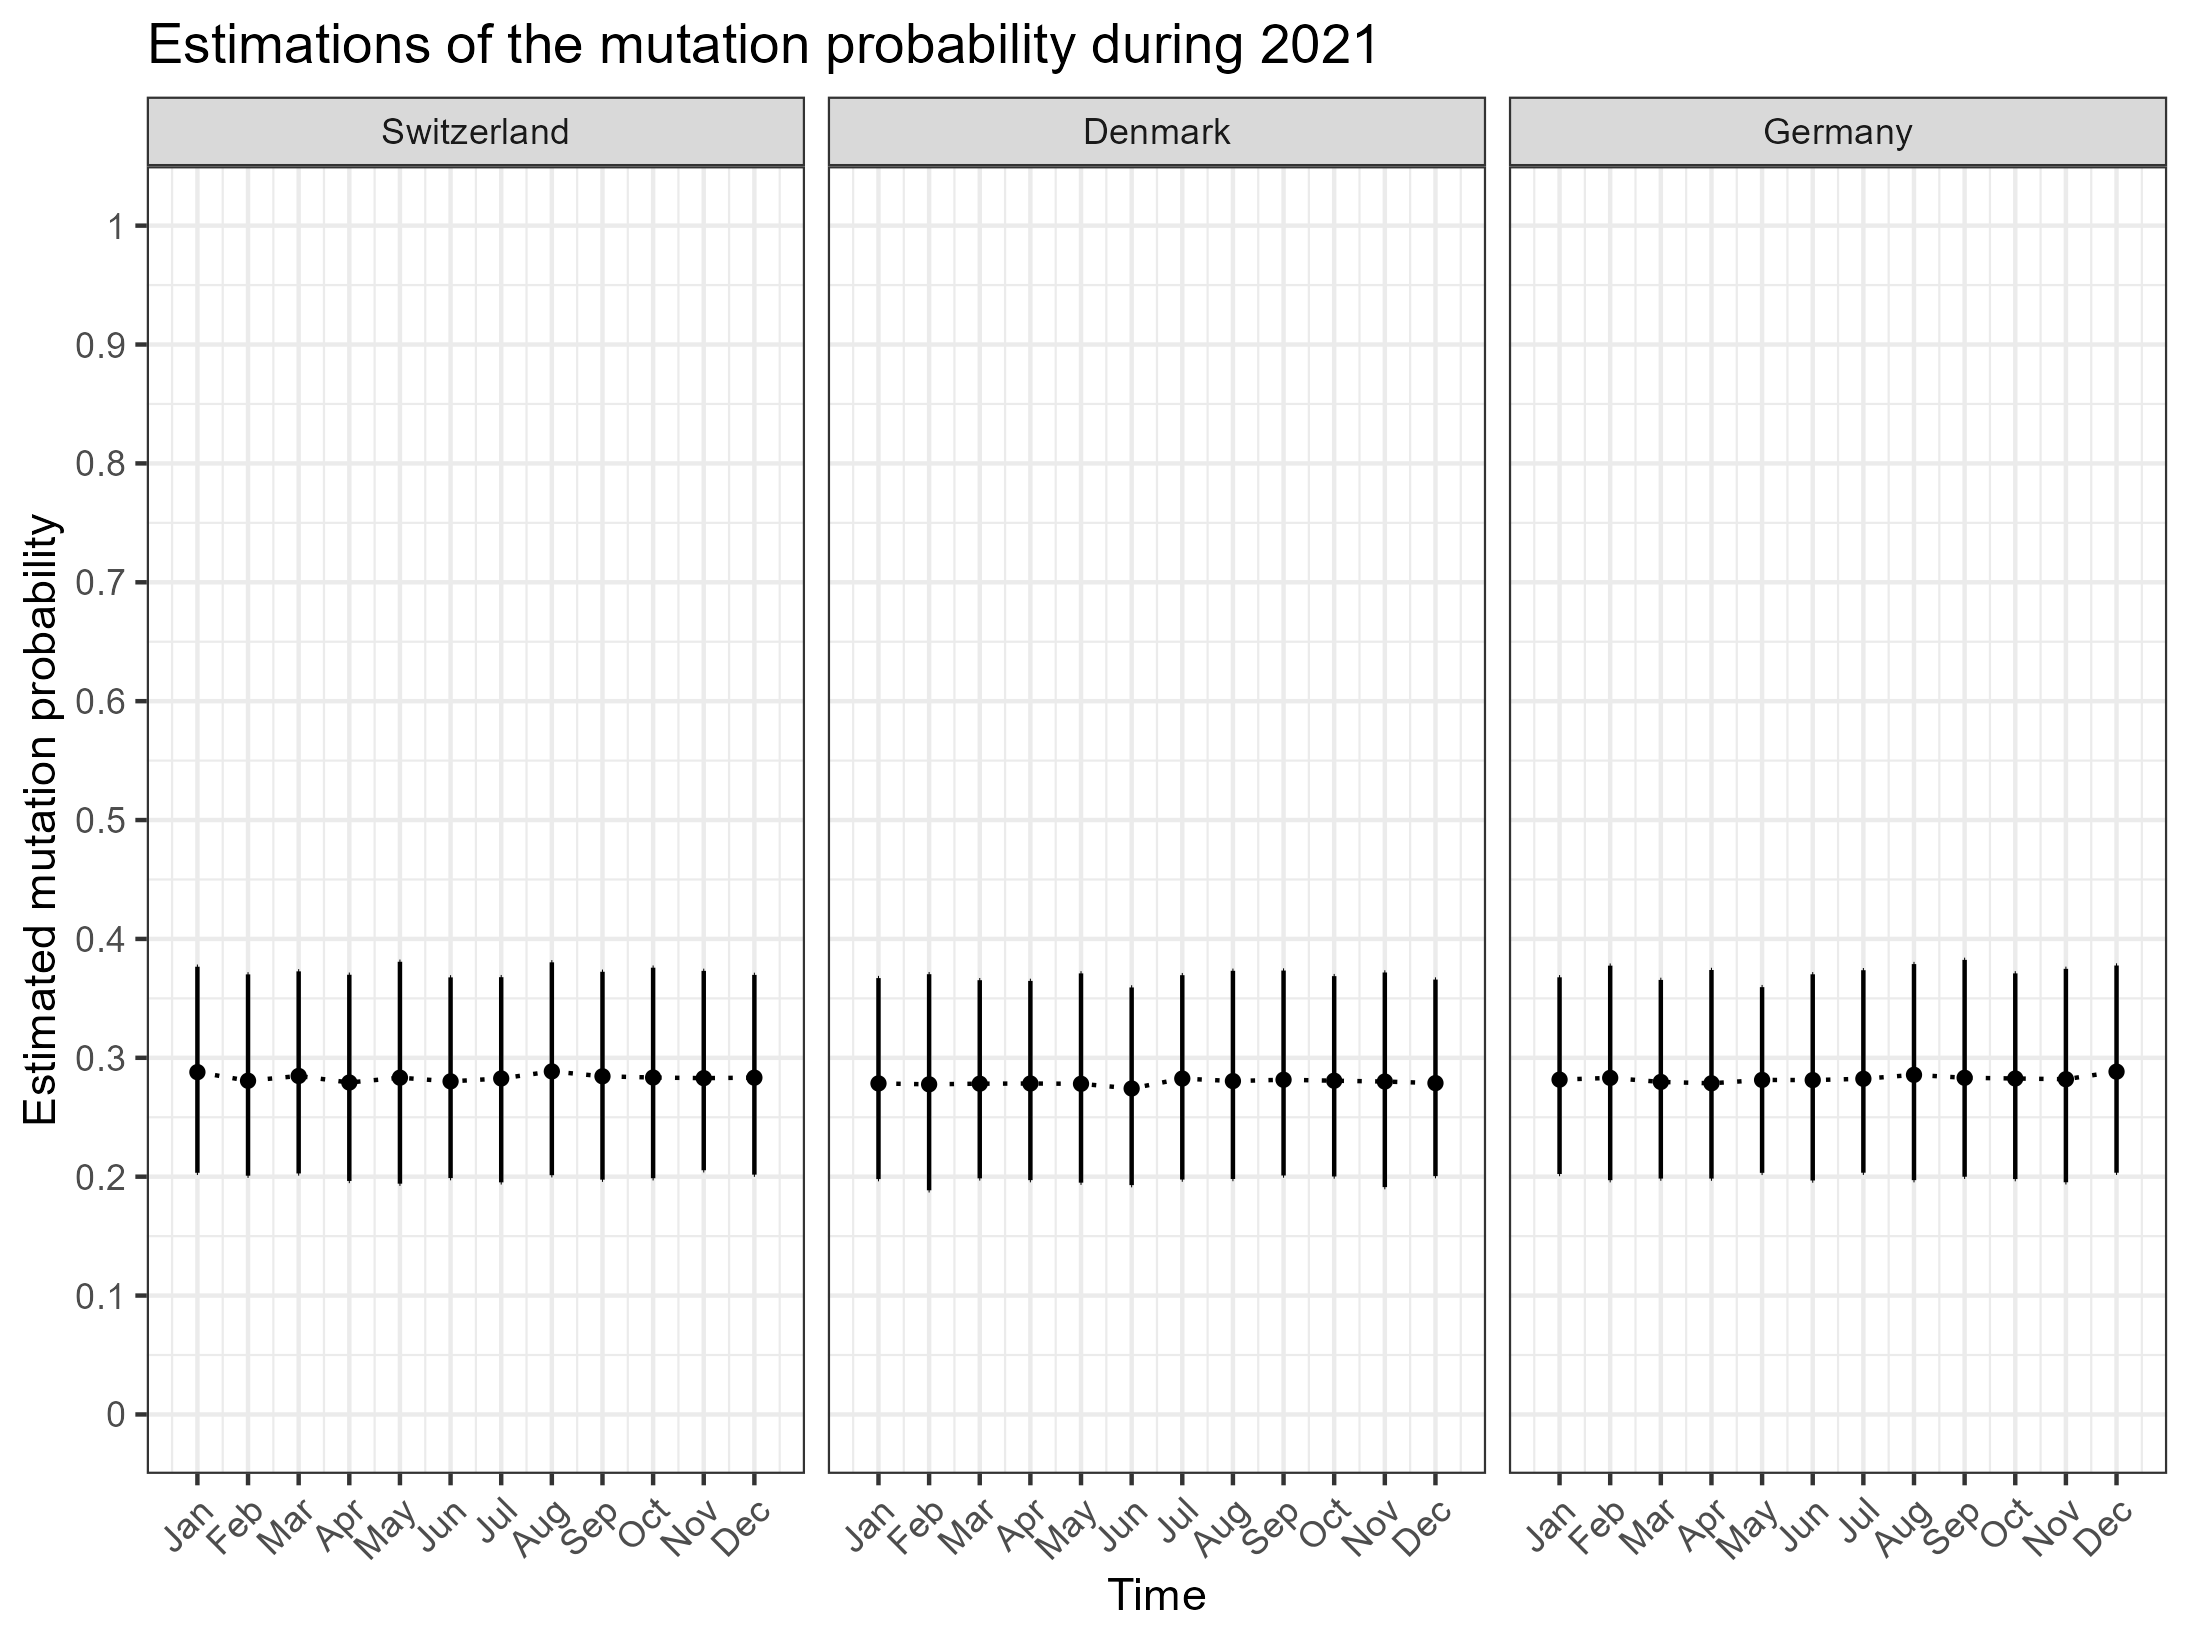 Estimations of the mutation probability during 2021
Switzerland
Denmark
Germany
Estimated mutation probability
1
0.9
0.8
0.7
0.6
0.5
0.4
0.3
0.2
0.1
0
Jan Feb Mar Apr May Jun Jul Aug Sep Oct Nov Dec
Jan Feb Mar Apr May Jun Jul Aug Sep Oct Nov Dec
Jan Feb Mar Apr May Jun Jul Aug Sep Oct Nov Dec
Time